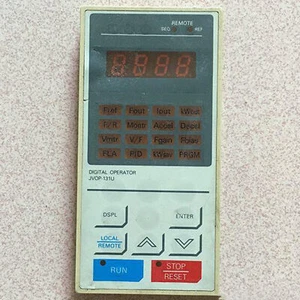 REMOTE
SEQ REF
8.8.8.8.
Fref Fout Iout kWout
F/R Monit Accel Decel
Vmtr V/F Fgain Fbias
FLA PID kWsav PRGM
DIGITAL OPERATOR
JVOP-131U
DSPL
ENTER
LOCAL
REMOTE
RUN
STOP
RESET